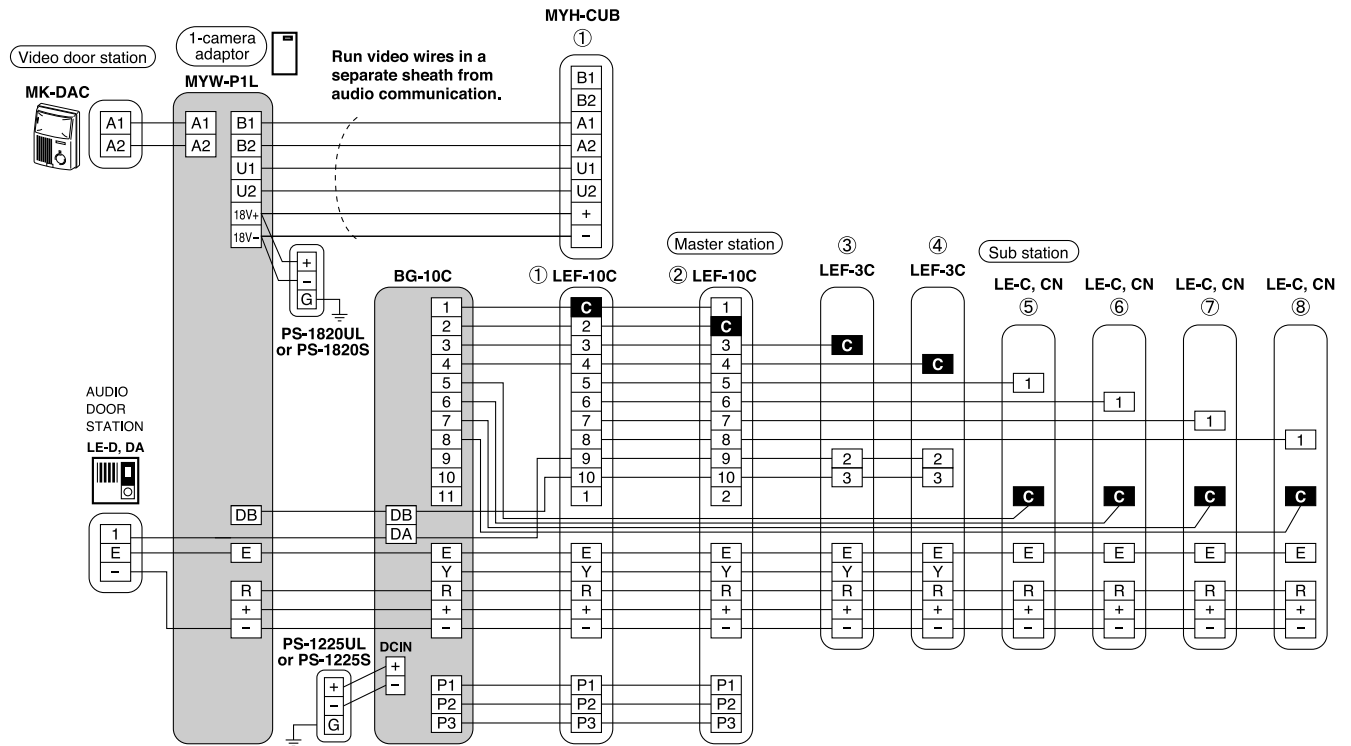 MYH-CUB
①
1-camera
adaptor
Video door station
MYW-P1L
Run video wires in a
separate sheath from
audio communication.
MK-DAC
A1
A2
A1
A2
B1
B2
U1
U2
18V+
18V−
B1
B2
A1
A2
U1
U2
+
−
+
−
G
PS-1820UL
or PS-1820S
Master station
Sub station
BG-10C
① LEF-10C
② LEF-10C
③
LEF-3C
④
LEF-3C
LE-C, CN
⑤
LE-C, CN
⑥
LE-C, CN
⑦
LE-C, CN
⑧
1
2
3
4
5
6
7
8
9
10
11
C
2
3
4
5
6
7
8
9
10
1
1
C
3
4
5
6
7
8
9
10
2
C
2
3
C
2
3
1
C
1
C
1
C
1
C
AUDIO
DOOR
STATION
LE-D, DA
1
E
−
DB
E
R
+
−
DB
DA
E
Y
R
+
−
E
Y
R
+
−
E
Y
R
+
−
E
Y
R
+
−
E
Y
R
+
−
E
R
+
−
E
R
+
−
E
R
+
−
E
R
+
−
PS-1225UL
or PS-1225S
DCIN
+
−
+
−
G
P1
P2
P3
P1
P2
P3
P1
P2
P3